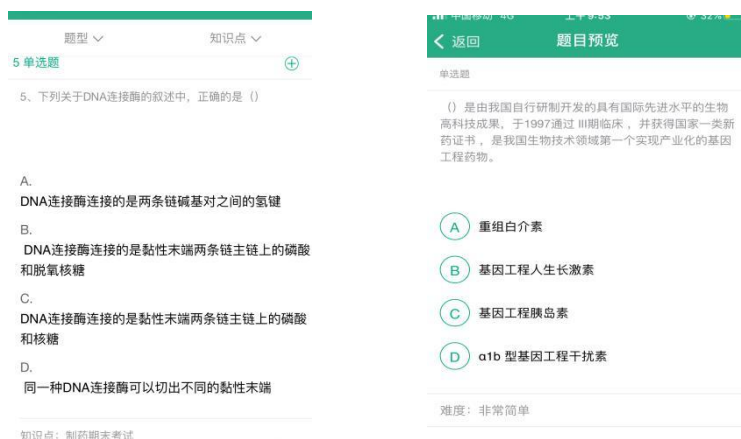 题型
知识点
5 单选题
5、下列关于DNA连接酶的叙述中，正确的是（）
A.
DNA连接酶连接的是两条链碱基对之间的氢键
B.
DNA连接酶连接的是黏性末端两条链主链上的磷酸
和脱氧核糖
C.
DNA连接酶连接的是黏性末端两条链主链上的磷酸
和核糖
D.
同一种DNA连接酶可以切出不同的黏性末端
知识点：制药期末考试
中国移动 4G 上午9:53 32%
返回 题目预览
单选题
（）是由我国自行研制开发的具有国际先进水平的生物
高科技成果，于1997通过 III期临床，并获得国家一类新
药证书，是我国生物技术领域第一个实现产业化的基因
工程药物。
A 重组白介素
B 基因工程人生长激素
C 基因工程胰岛素
D α1b 型基因工程干扰素
难度：非常简单